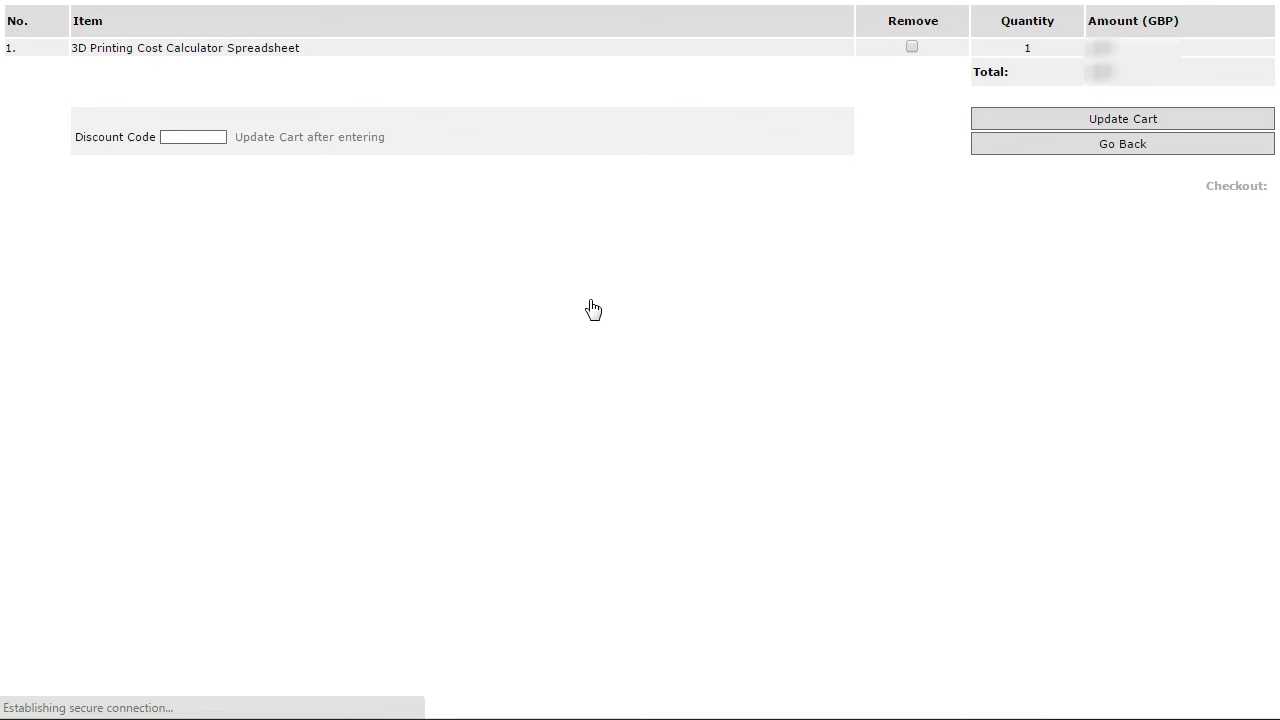 No. Item Remove Quantity Amount (GBP)
1. 3D Printing Cost Calculator Spreadsheet 1
Total:
Discount Code Update Cart after entering
Update Cart
Go Back
Checkout:
Establishing secure connection...